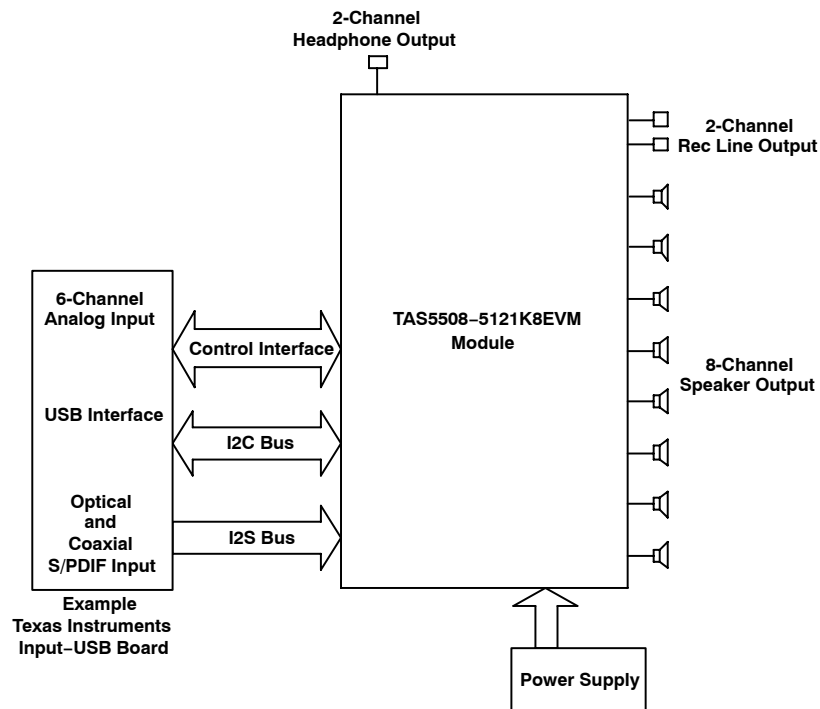 2-Channel
Headphone Output
2-Channel
Rec Line Output
6-Channel
Analog Input
Control Interface
TAS5508−5121K8EVM
Module
8-Channel
Speaker Output
USB Interface
I2C Bus
Optical
and
Coaxial
S/PDIF Input
I2S Bus
Example
Texas Instruments
Input−USB Board
Power Supply